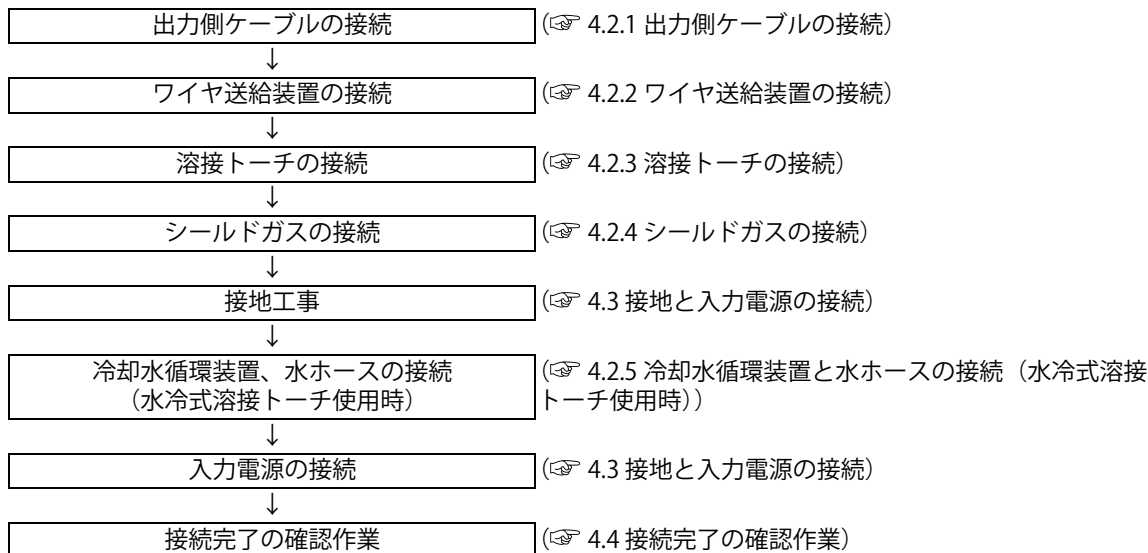 出力側ケーブルの接続 (☞ 4.2.1 出力側ケーブルの接続)
↓
ワイヤ送給装置の接続 (☞ 4.2.2 ワイヤ送給装置の接続)
↓
溶接トーチの接続 (☞ 4.2.3 溶接トーチの接続)
↓
シールドガスの接続 (☞ 4.2.4 シールドガスの接続)
↓
接地工事 (☞ 4.3 接地と入力電源の接続)
↓
冷却水循環装置、水ホースの接続
(水冷式溶接トーチ使用時)
(☞ 4.2.5 冷却水循環装置と水ホースの接続(水冷式溶接
トーチ使用時))
↓
入力電源の接続 (☞ 4.3 接地と入力電源の接続)
↓
接続完了の確認作業 (☞ 4.4 接続完了の確認作業)